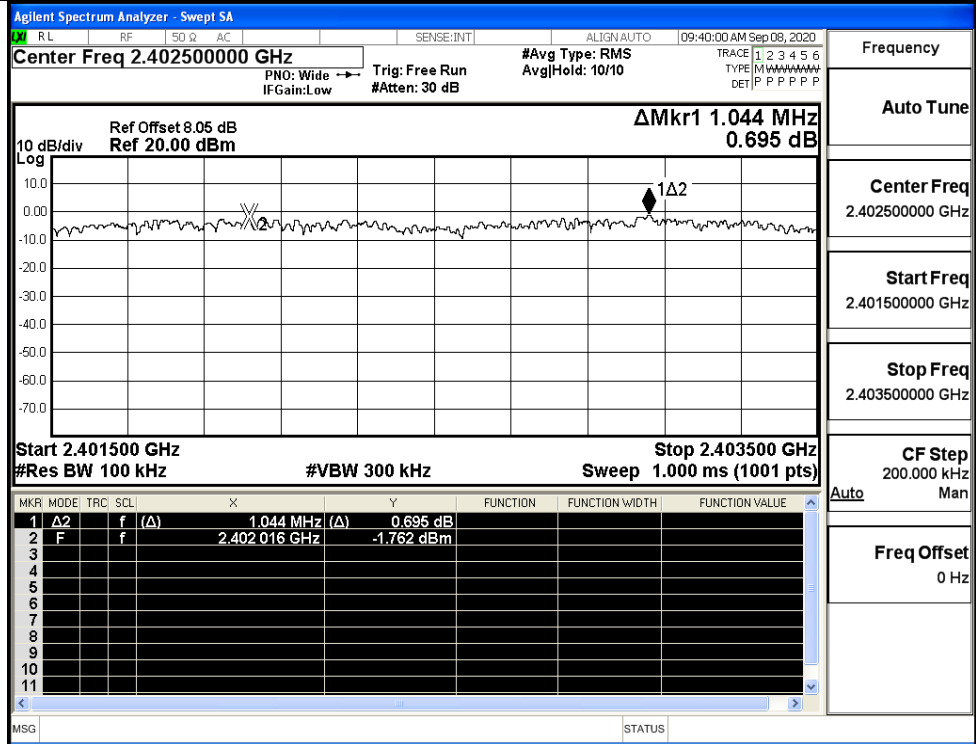 Agilent Spectrum Analyzer - Swept SA
LXI RL RF 50 Ω AC SENSE:INT ALIGNAUTO 09:40:00 AM Sep 08, 2020
Center Freq 2.402500000 GHz
PNO: Wide
IFGain:Low
Trig: Free Run
#Atten: 30 dB
#Avg Type: RMS
Avg|Hold: 10/10
TRACE 1 2 3 4 5 6
TYPE M WWWWW
DET P P P P P P
ΔMkr1 1.044 MHz
0.695 dB
Ref Offset 8.05 dB
10 dB/div Ref 20.00 dBm
Log
10.0
0.00
-10.0
-20.0
-30.0
-40.0
-50.0
-60.0
-70.0
1Δ2
2
Start 2.401500 GHz Stop 2.403500 GHz
#Res BW 100 kHz #VBW 300 kHz Sweep 1.000 ms (1001 pts)
MKR MODE TRC SCL X Y FUNCTION FUNCTION WIDTH FUNCTION VALUE
1 Δ2 f (Δ) 1.044 MHz (Δ) 0.695 dB
2 F f 2.402 016 GHz -1.762 dBm
3
4
5
6
7
8
9
10
11
MSG STATUS
Frequency
Auto Tune
Center Freq
2.402500000 GHz
Start Freq
2.401500000 GHz
Stop Freq
2.403500000 GHz
CF Step
200.000 kHz
Auto Man
Freq Offset
0 Hz